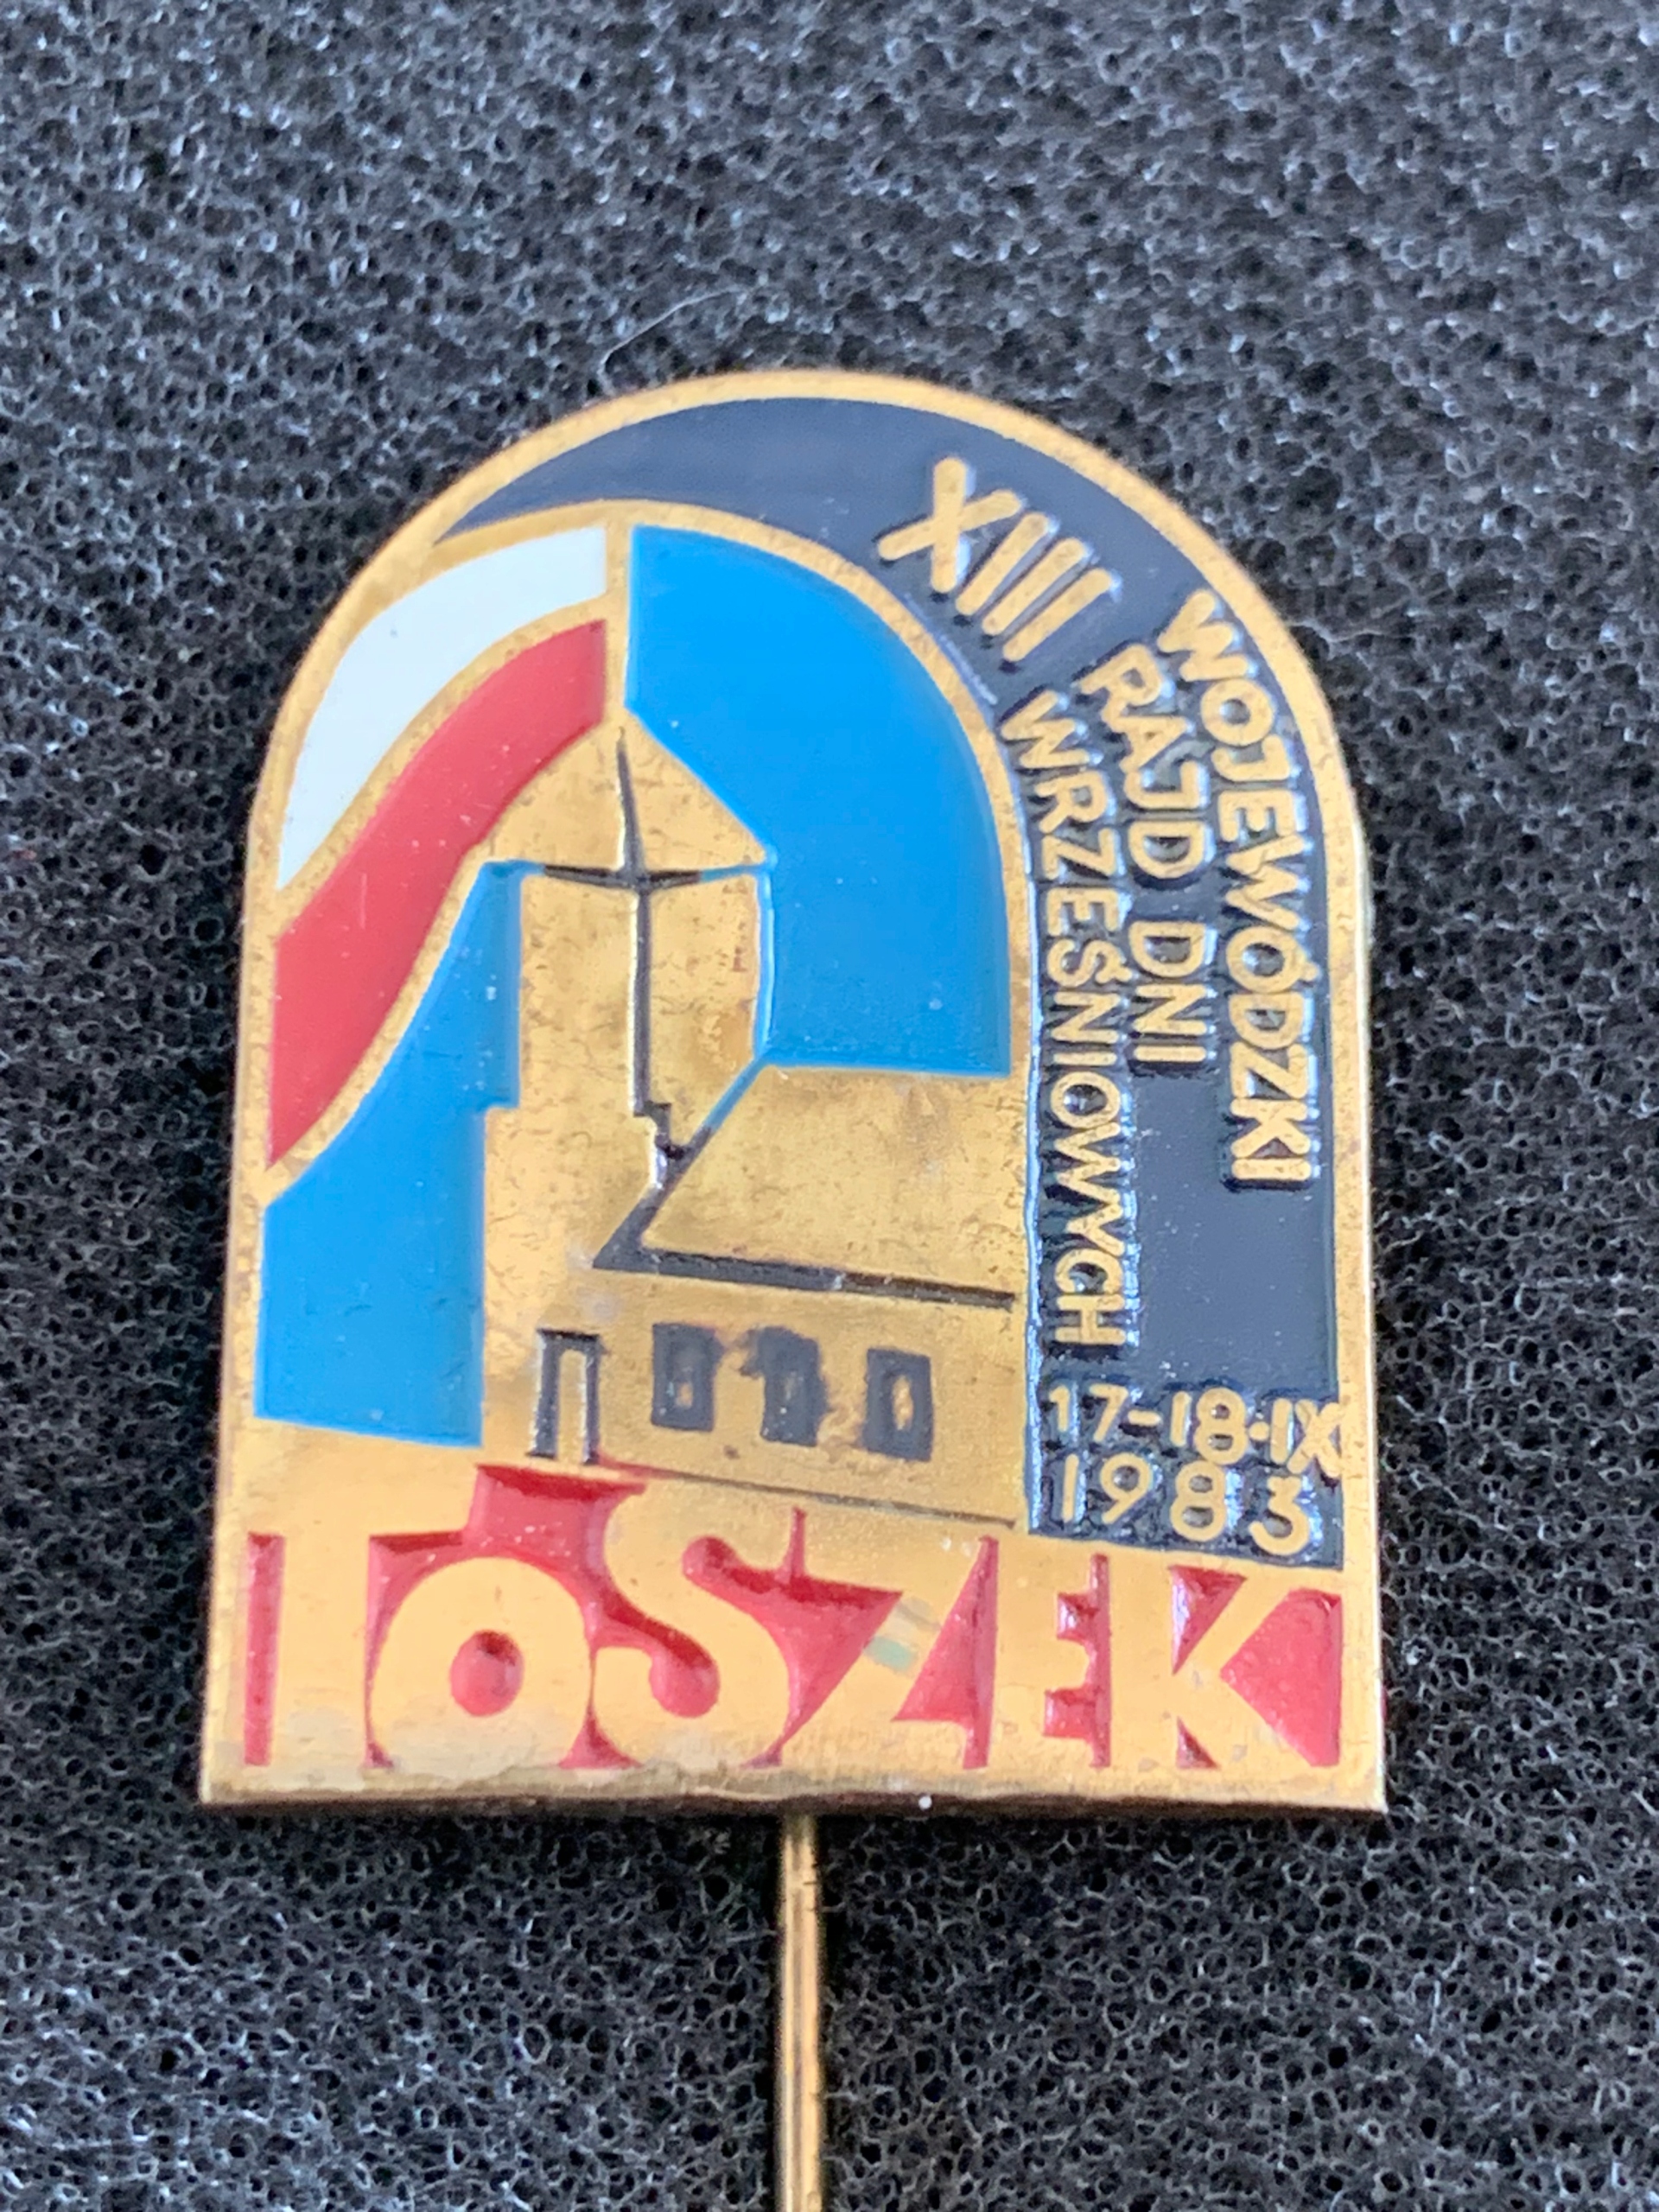 XIII WOJEWÓDZKI
RAJD DNI
WRZEŚNIOWYCH
17-18·IX
1983
TOSZEK